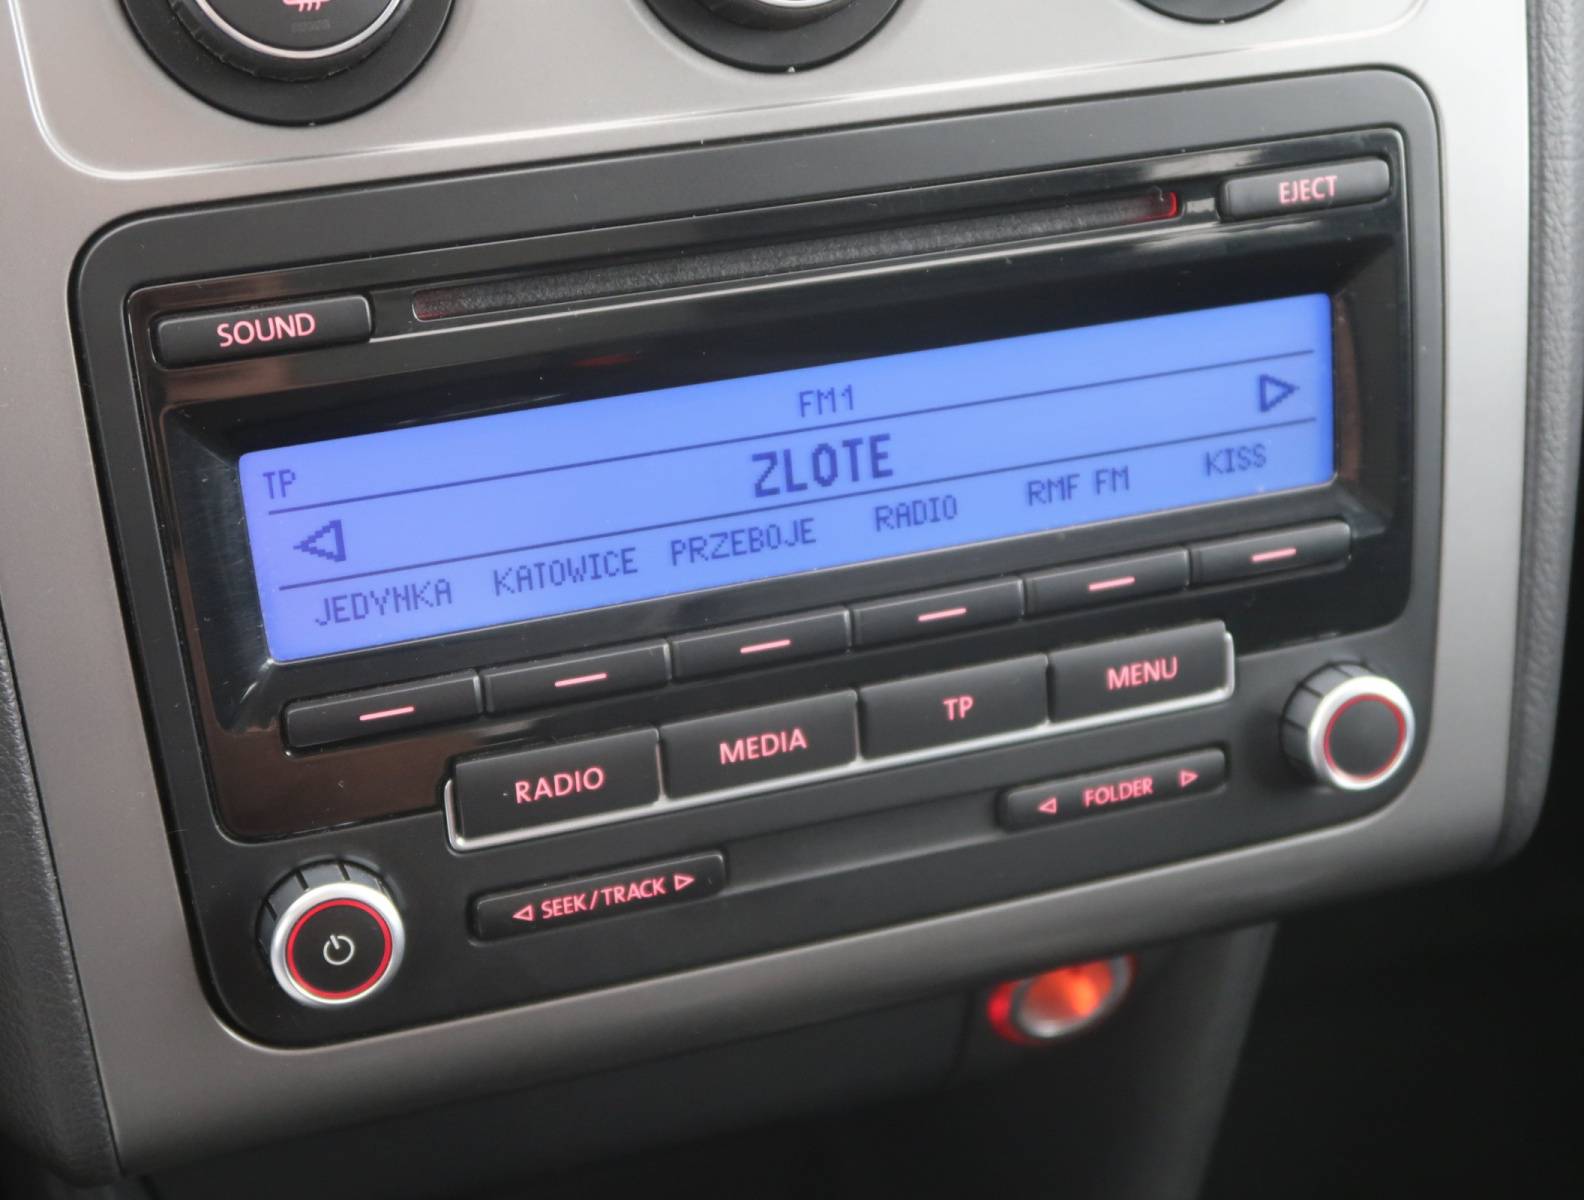 EJECT
SOUND
FM1
TP
ZLOTE
JEDYNKA KATOWICE PRZEBOJE RADIO RMF FM KISS
RADIO MEDIA TP MENU
FOLDER
SEEK/TRACK